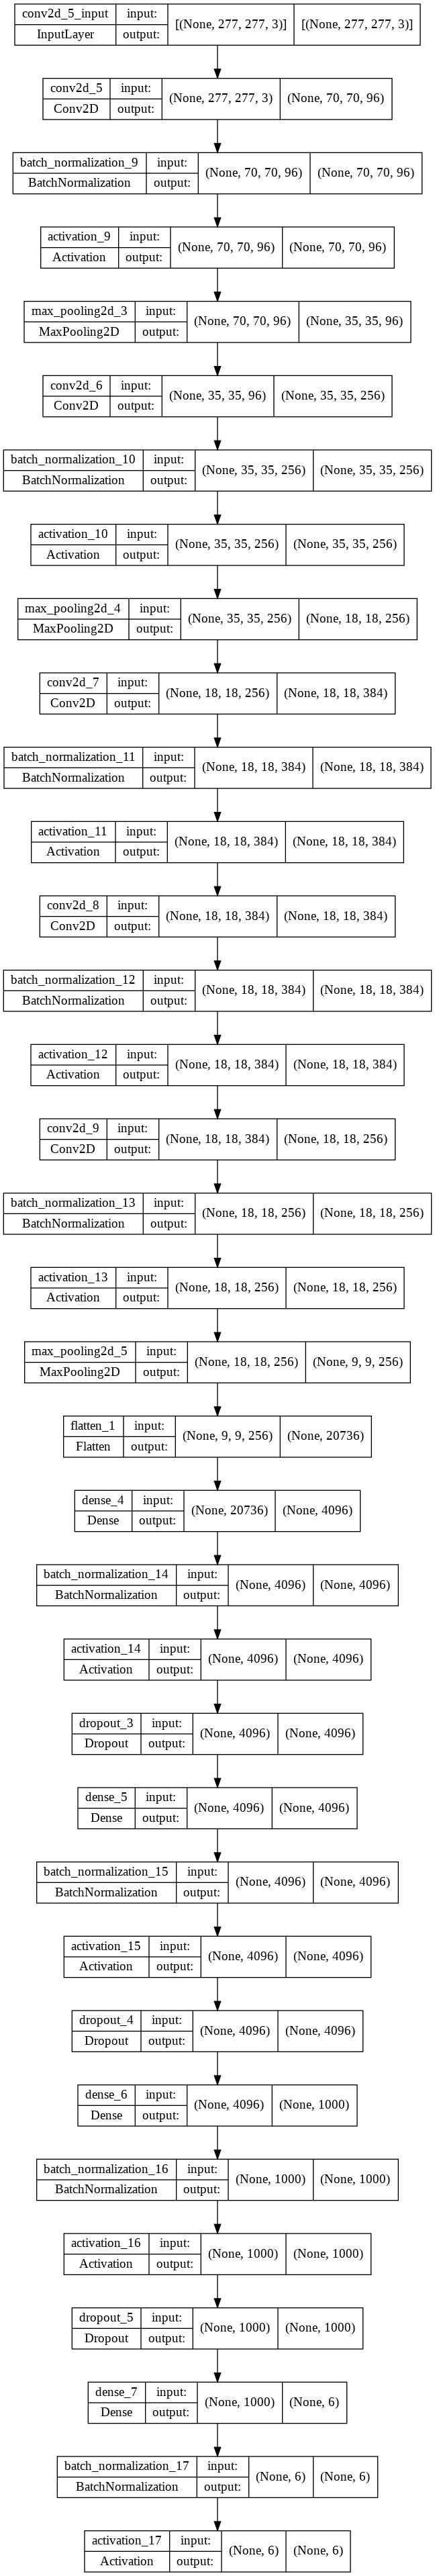 conv2d_5_input input: [(None, 277, 277, 3)] [(None, 277, 277, 3)]
InputLayer output:
conv2d_5 input: (None, 277, 277, 3) (None, 70, 70, 96)
Conv2D output:
batch_normalization_9 input: (None, 70, 70, 96) (None, 70, 70, 96)
BatchNormalization output:
activation_9 input: (None, 70, 70, 96) (None, 70, 70, 96)
Activation output:
max_pooling2d_3 input: (None, 70, 70, 96) (None, 35, 35, 96)
MaxPooling2D output:
conv2d_6 input: (None, 35, 35, 96) (None, 35, 35, 256)
Conv2D output:
batch_normalization_10 input: (None, 35, 35, 256) (None, 35, 35, 256)
BatchNormalization output:
activation_10 input: (None, 35, 35, 256) (None, 35, 35, 256)
Activation output:
max_pooling2d_4 input: (None, 35, 35, 256) (None, 18, 18, 256)
MaxPooling2D output:
conv2d_7 input: (None, 18, 18, 256) (None, 18, 18, 384)
Conv2D output:
batch_normalization_11 input: (None, 18, 18, 384) (None, 18, 18, 384)
BatchNormalization output:
activation_11 input: (None, 18, 18, 384) (None, 18, 18, 384)
Activation output:
conv2d_8 input: (None, 18, 18, 384) (None, 18, 18, 384)
Conv2D output:
batch_normalization_12 input: (None, 18, 18, 384) (None, 18, 18, 384)
BatchNormalization output:
activation_12 input: (None, 18, 18, 384) (None, 18, 18, 384)
Activation output:
conv2d_9 input: (None, 18, 18, 384) (None, 18, 18, 256)
Conv2D output:
batch_normalization_13 input: (None, 18, 18, 256) (None, 18, 18, 256)
BatchNormalization output:
activation_13 input: (None, 18, 18, 256) (None, 18, 18, 256)
Activation output:
max_pooling2d_5 input: (None, 18, 18, 256) (None, 9, 9, 256)
MaxPooling2D output:
flatten_1 input: (None, 9, 9, 256) (None, 20736)
Flatten output:
dense_4 input: (None, 20736) (None, 4096)
Dense output:
batch_normalization_14 input: (None, 4096) (None, 4096)
BatchNormalization output:
activation_14 input: (None, 4096) (None, 4096)
Activation output:
dropout_3 input: (None, 4096) (None, 4096)
Dropout output:
dense_5 input: (None, 4096) (None, 4096)
Dense output:
batch_normalization_15 input: (None, 4096) (None, 4096)
BatchNormalization output:
activation_15 input: (None, 4096) (None, 4096)
Activation output:
dropout_4 input: (None, 4096) (None, 4096)
Dropout output:
dense_6 input: (None, 4096) (None, 1000)
Dense output:
batch_normalization_16 input: (None, 1000) (None, 1000)
BatchNormalization output:
activation_16 input: (None, 1000) (None, 1000)
Activation output:
dropout_5 input: (None, 1000) (None, 1000)
Dropout output:
dense_7 input: (None, 1000) (None, 6)
Dense output:
batch_normalization_17 input: (None, 6) (None, 6)
BatchNormalization output:
activation_17 input: (None, 6) (None, 6)
Activation output: